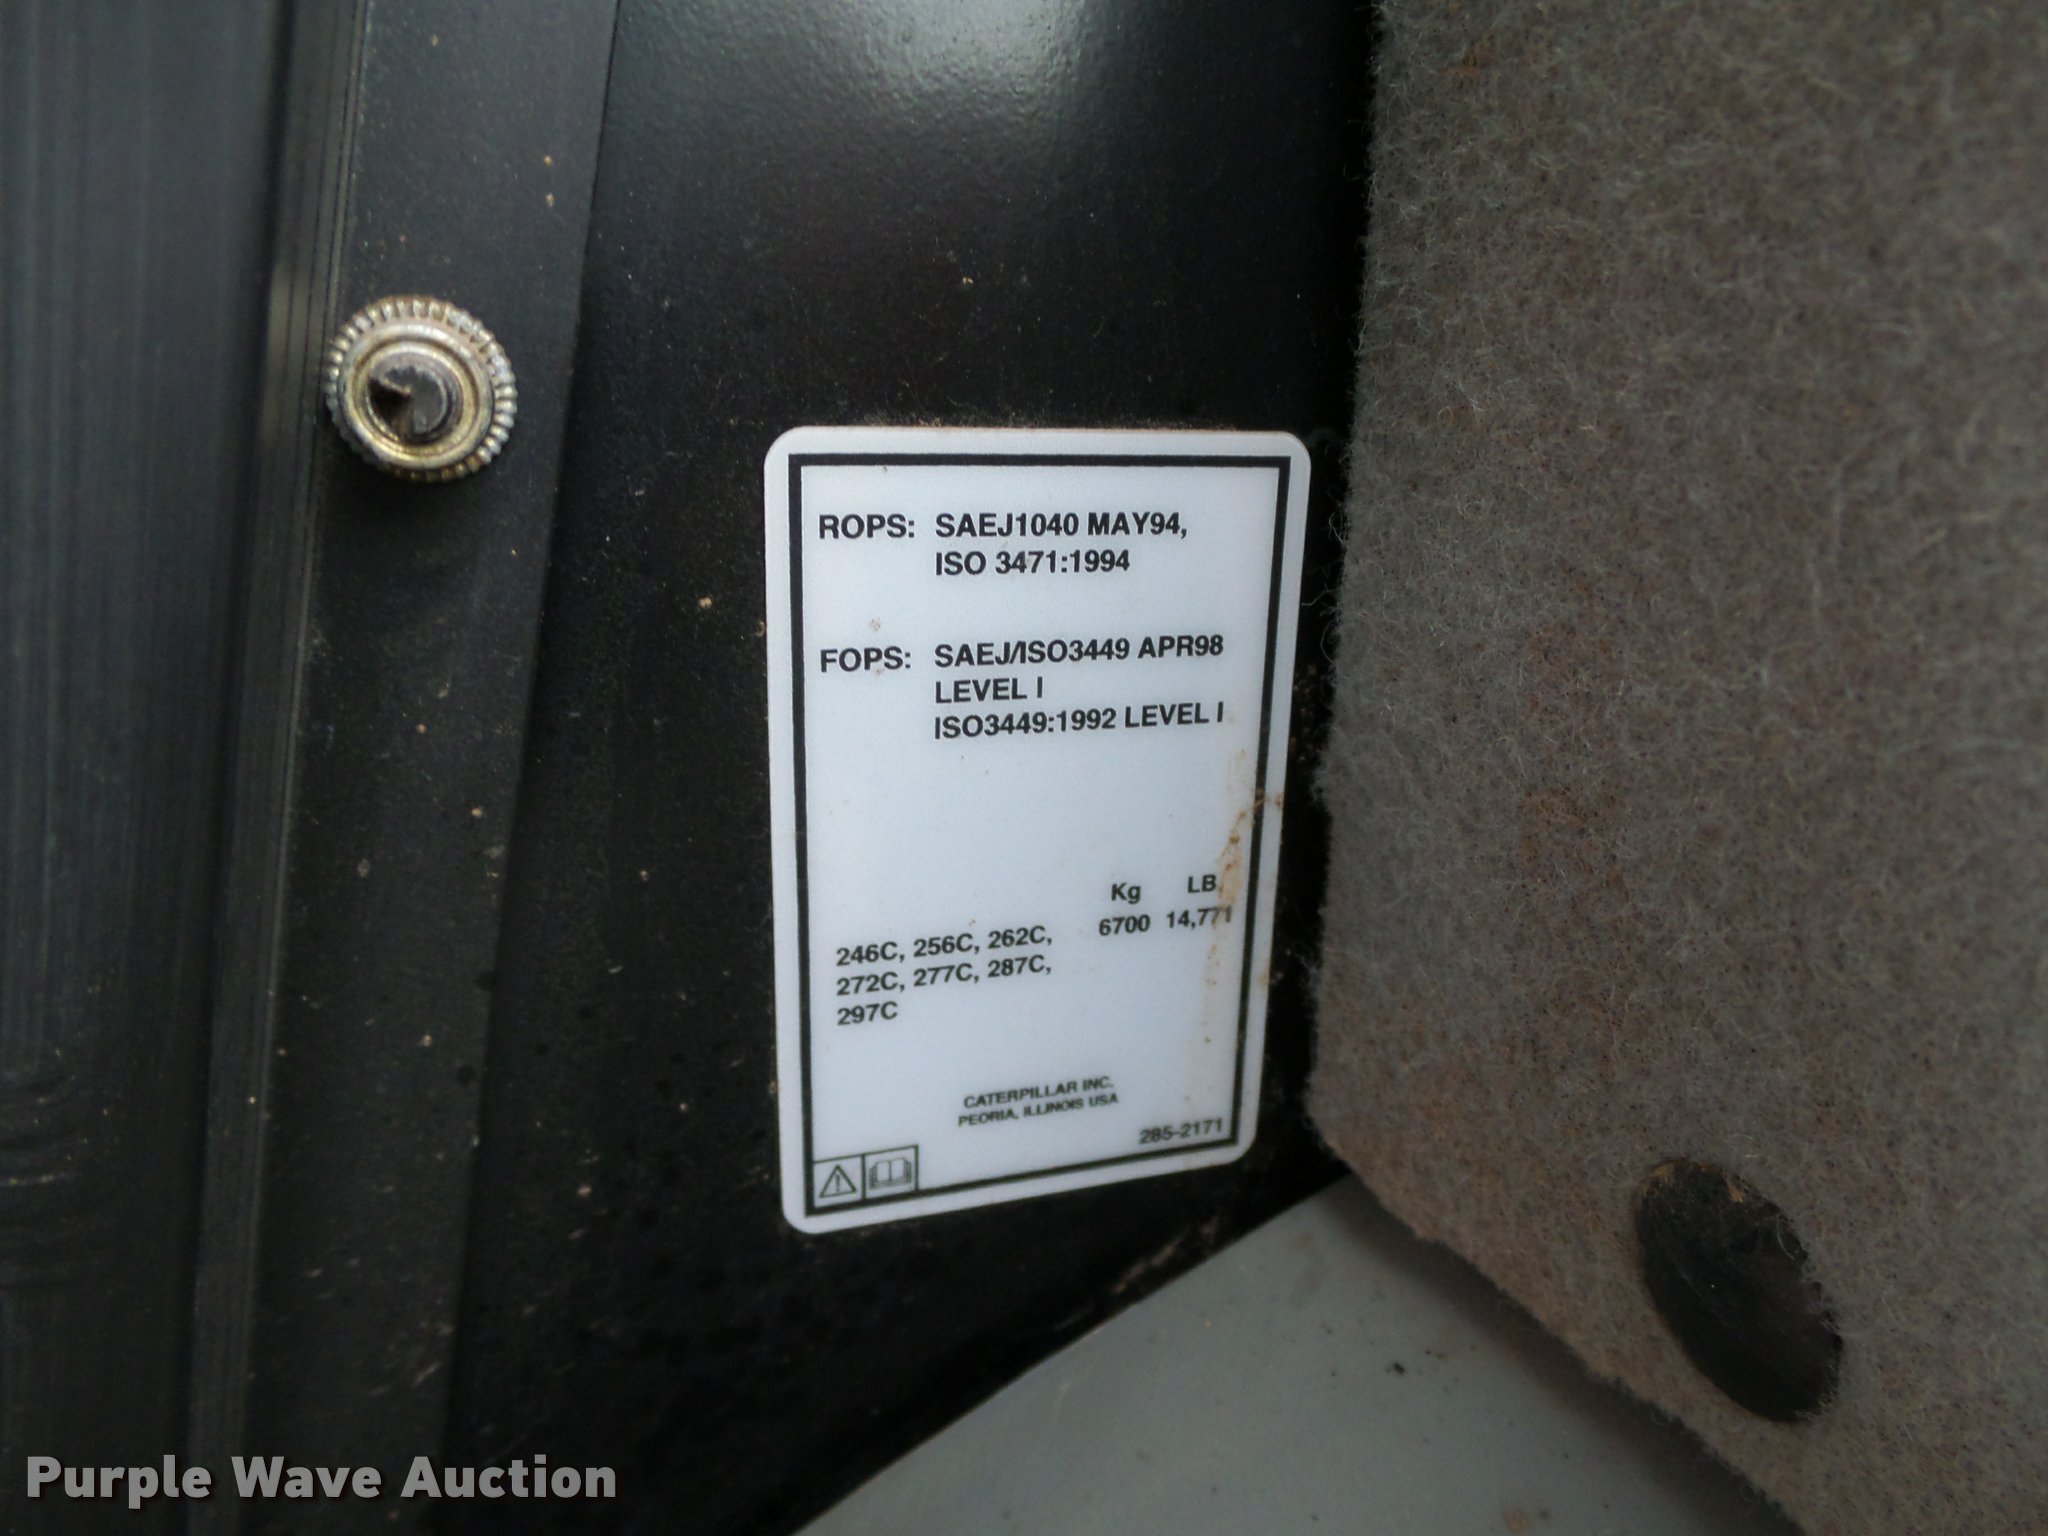 ROPS: SAEJ1040 MAY94,
ISO 3471:1994
FOPS: SAEJ/ISO3449 APR98
LEVEL I
ISO3449:1992 LEVEL I
Kg LB
246C, 256C, 262C, 6700 14,771
272C, 277C, 287C,
297C
CATERPILLAR INC.
PEORIA, ILLINOIS USA
285-2171
Purple Wave Auction